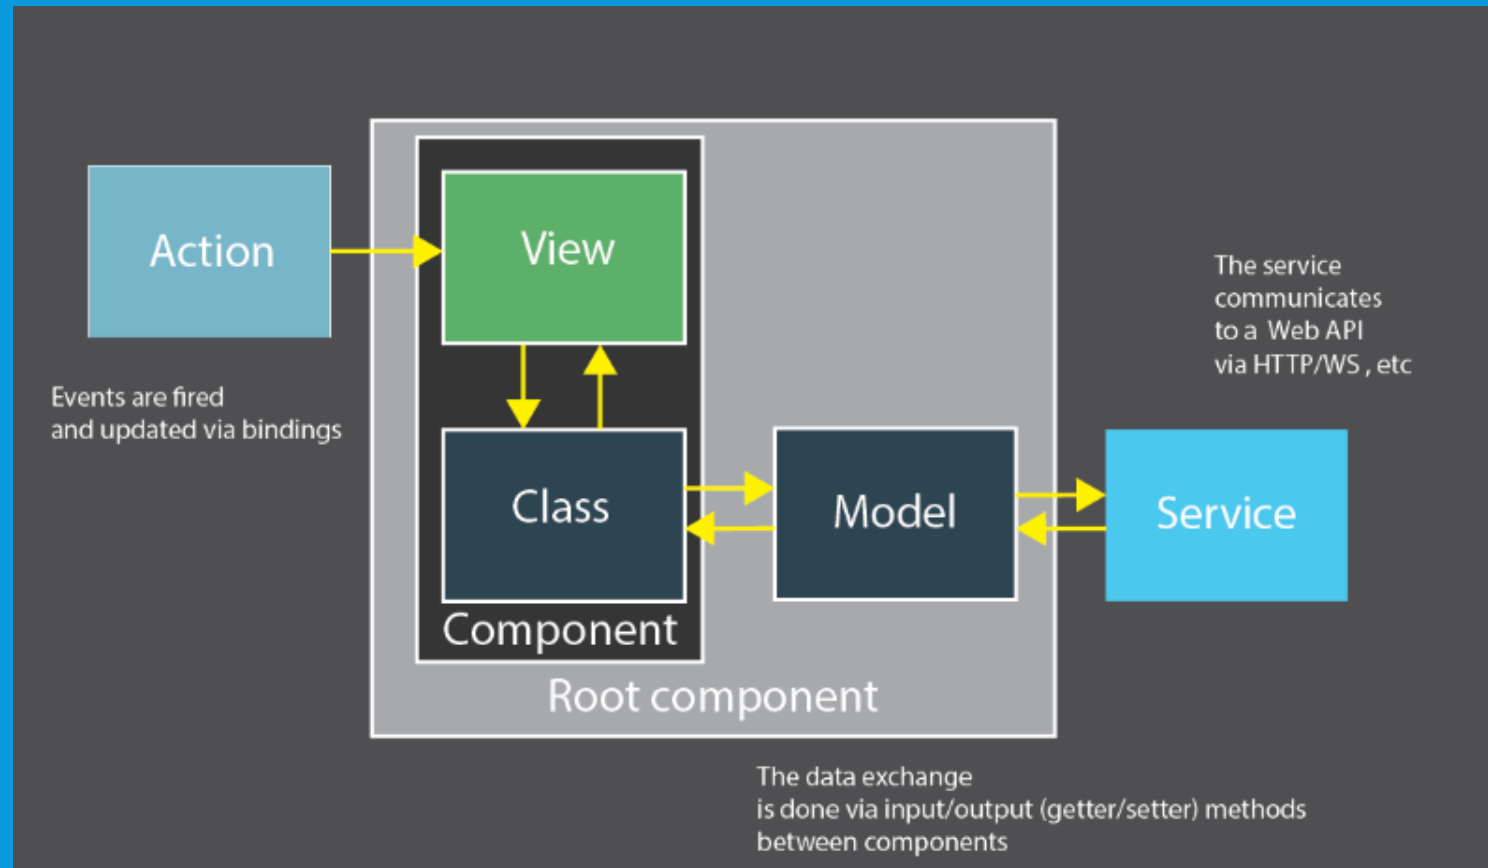 Action
View
Events are fired
and updated via bindings
The service
communicates
to a Web API
via HTTP/WS , etc
Class
Model
Service
Component
Root component
The data exchange
is done via input/output (getter/setter) methods
between components